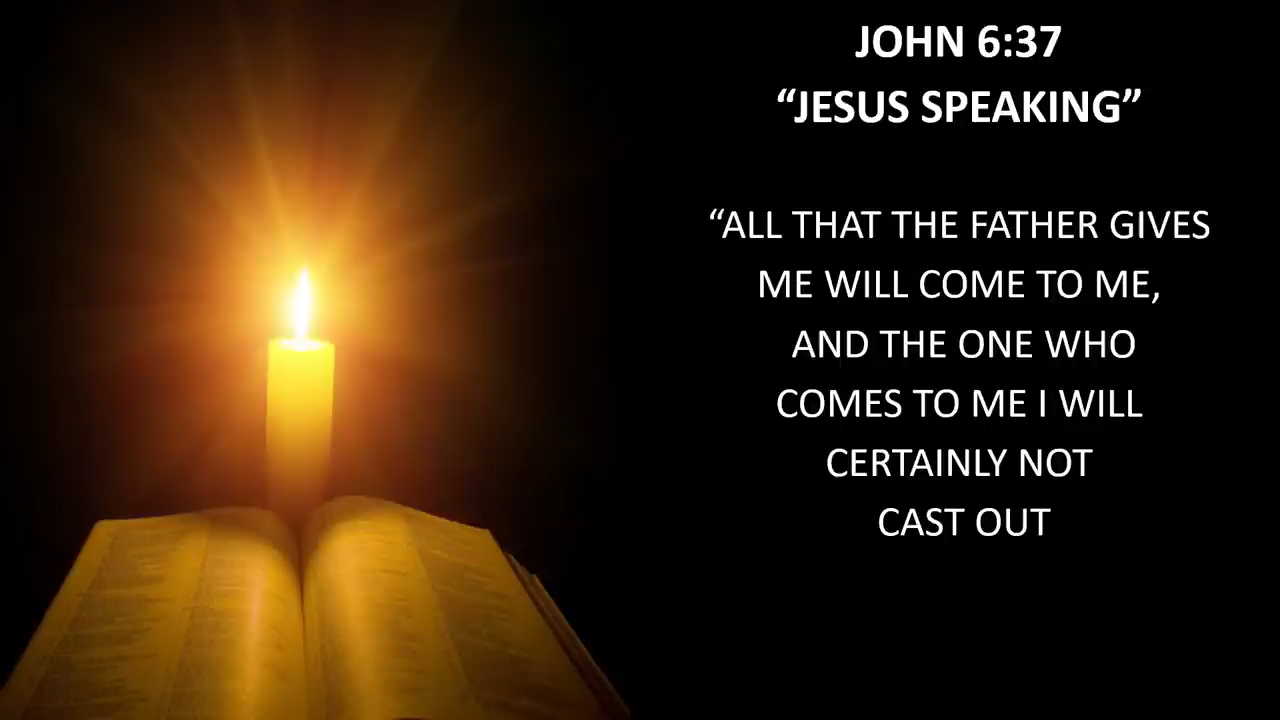 JOHN 6:37
“JESUS SPEAKING”
“ALL THAT THE FATHER GIVES
ME WILL COME TO ME,
AND THE ONE WHO
COMES TO ME I WILL
CERTAINLY NOT
CAST OUT